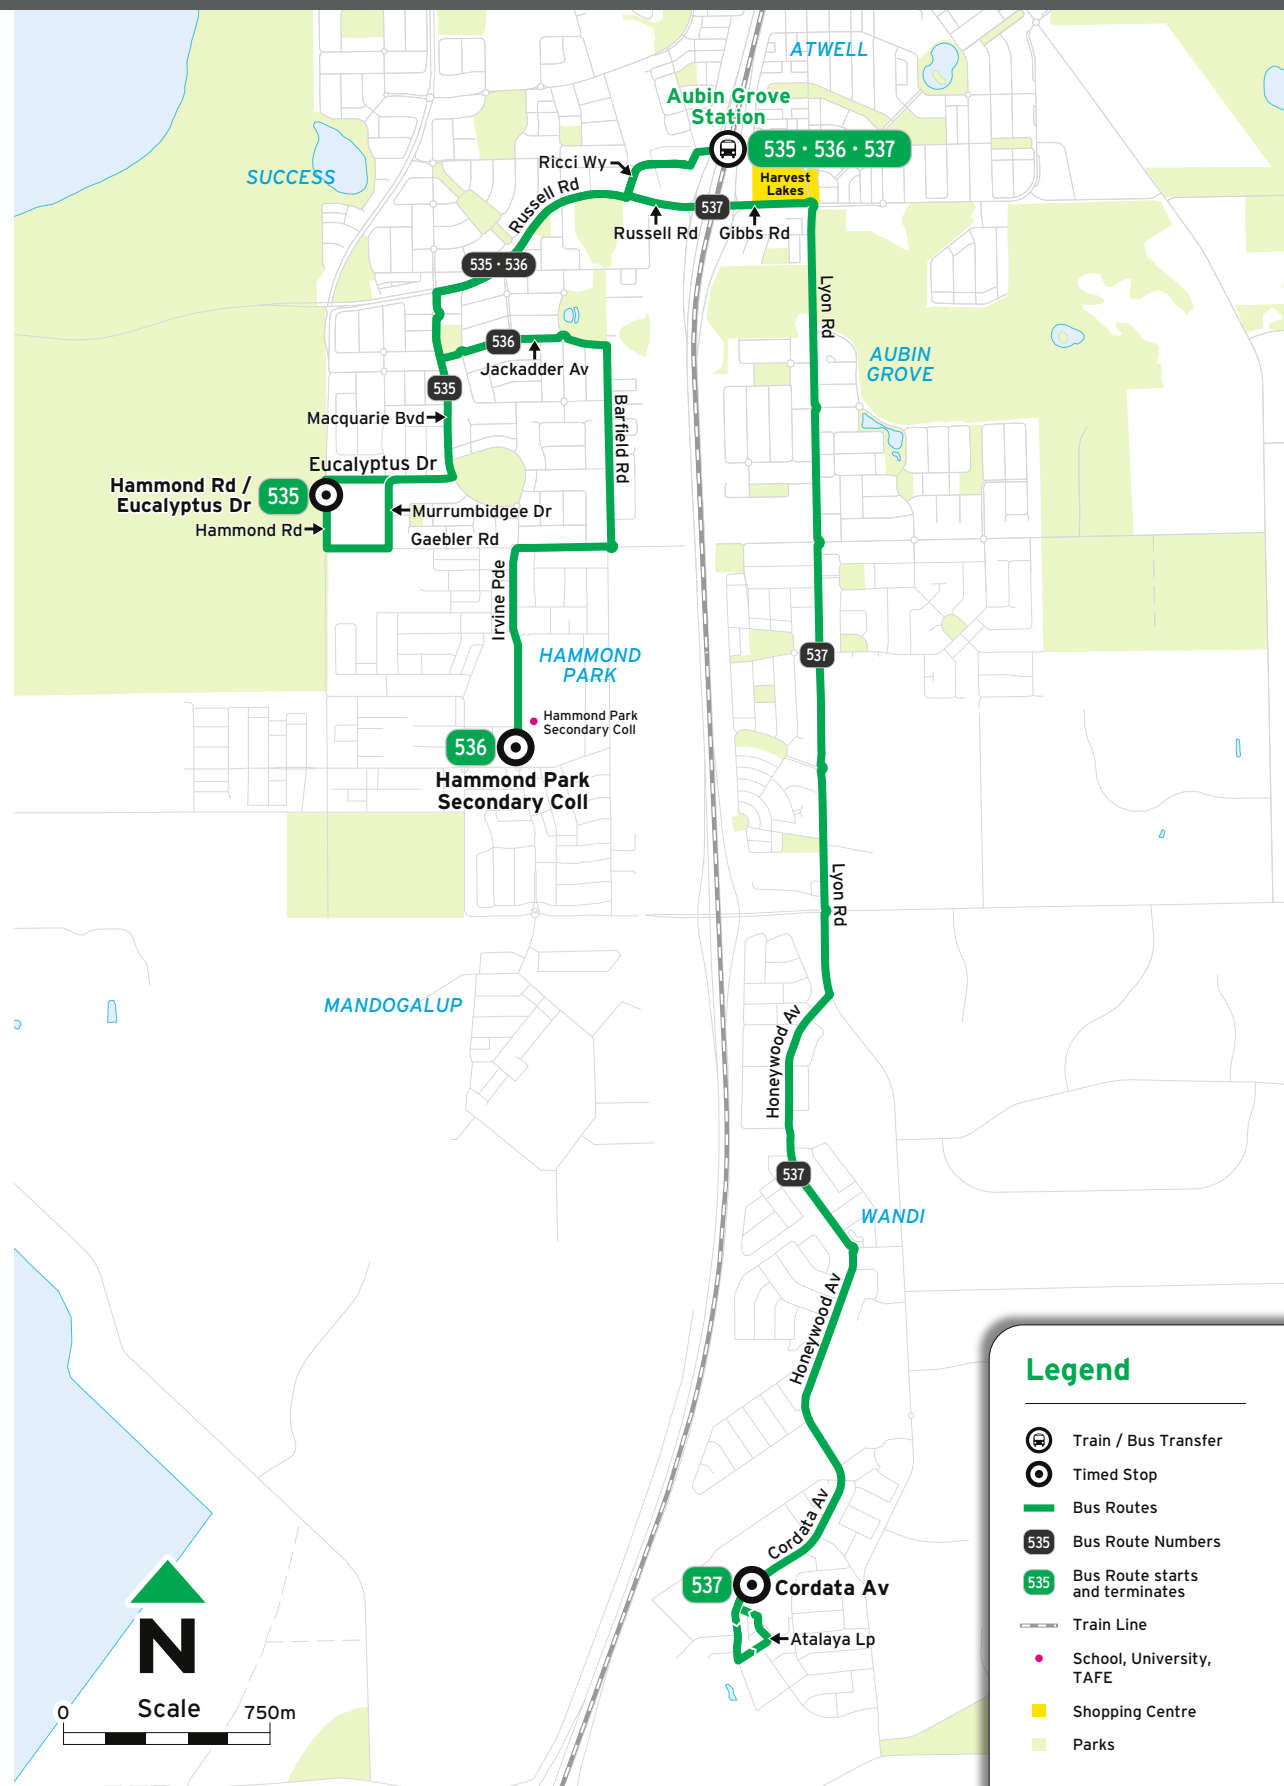 ATWELL
Aubin Grove
Station
535 • 536 • 537
Ricci Wy
Harvest
Lakes
SUCCESS
Russell Rd
537
Russell Rd
Gibbs Rd
535 • 536
Lyon Rd
536
Jackadder Av
AUBIN
GROVE
535
Macquarie Bvd
Barfield Rd
Eucalyptus Dr
Hammond Rd /
Eucalyptus Dr
535
Murrumbidgee Dr
Hammond Rd
Gaebler Rd
Irvine Pde
HAMMOND
PARK
537
Hammond Park
Secondary Coll
536
Hammond Park
Secondary Coll
Lyon Rd
MANDOGALUP
Honeywood Av
537
WANDI
Honeywood Av
Cordata Av
537
Cordata Av
Atalaya Lp
N
Scale
0
750m
Legend
Train / Bus Transfer
Timed Stop
Bus Routes
535
Bus Route Numbers
535
Bus Route starts
and terminates
Train Line
School, University,
TAFE
Shopping Centre
Parks